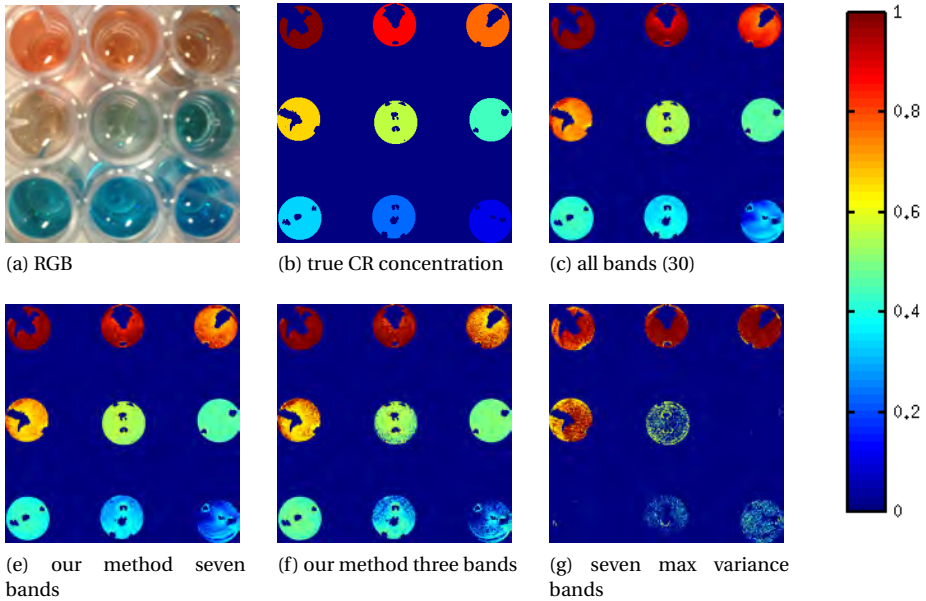 (a) RGB
(b) true CR concentration
(c) all bands (30)
1
0.8
0.6
0.4
0.2
0
(e) our method seven
bands
(f) our method three bands
(g) seven max variance
bands